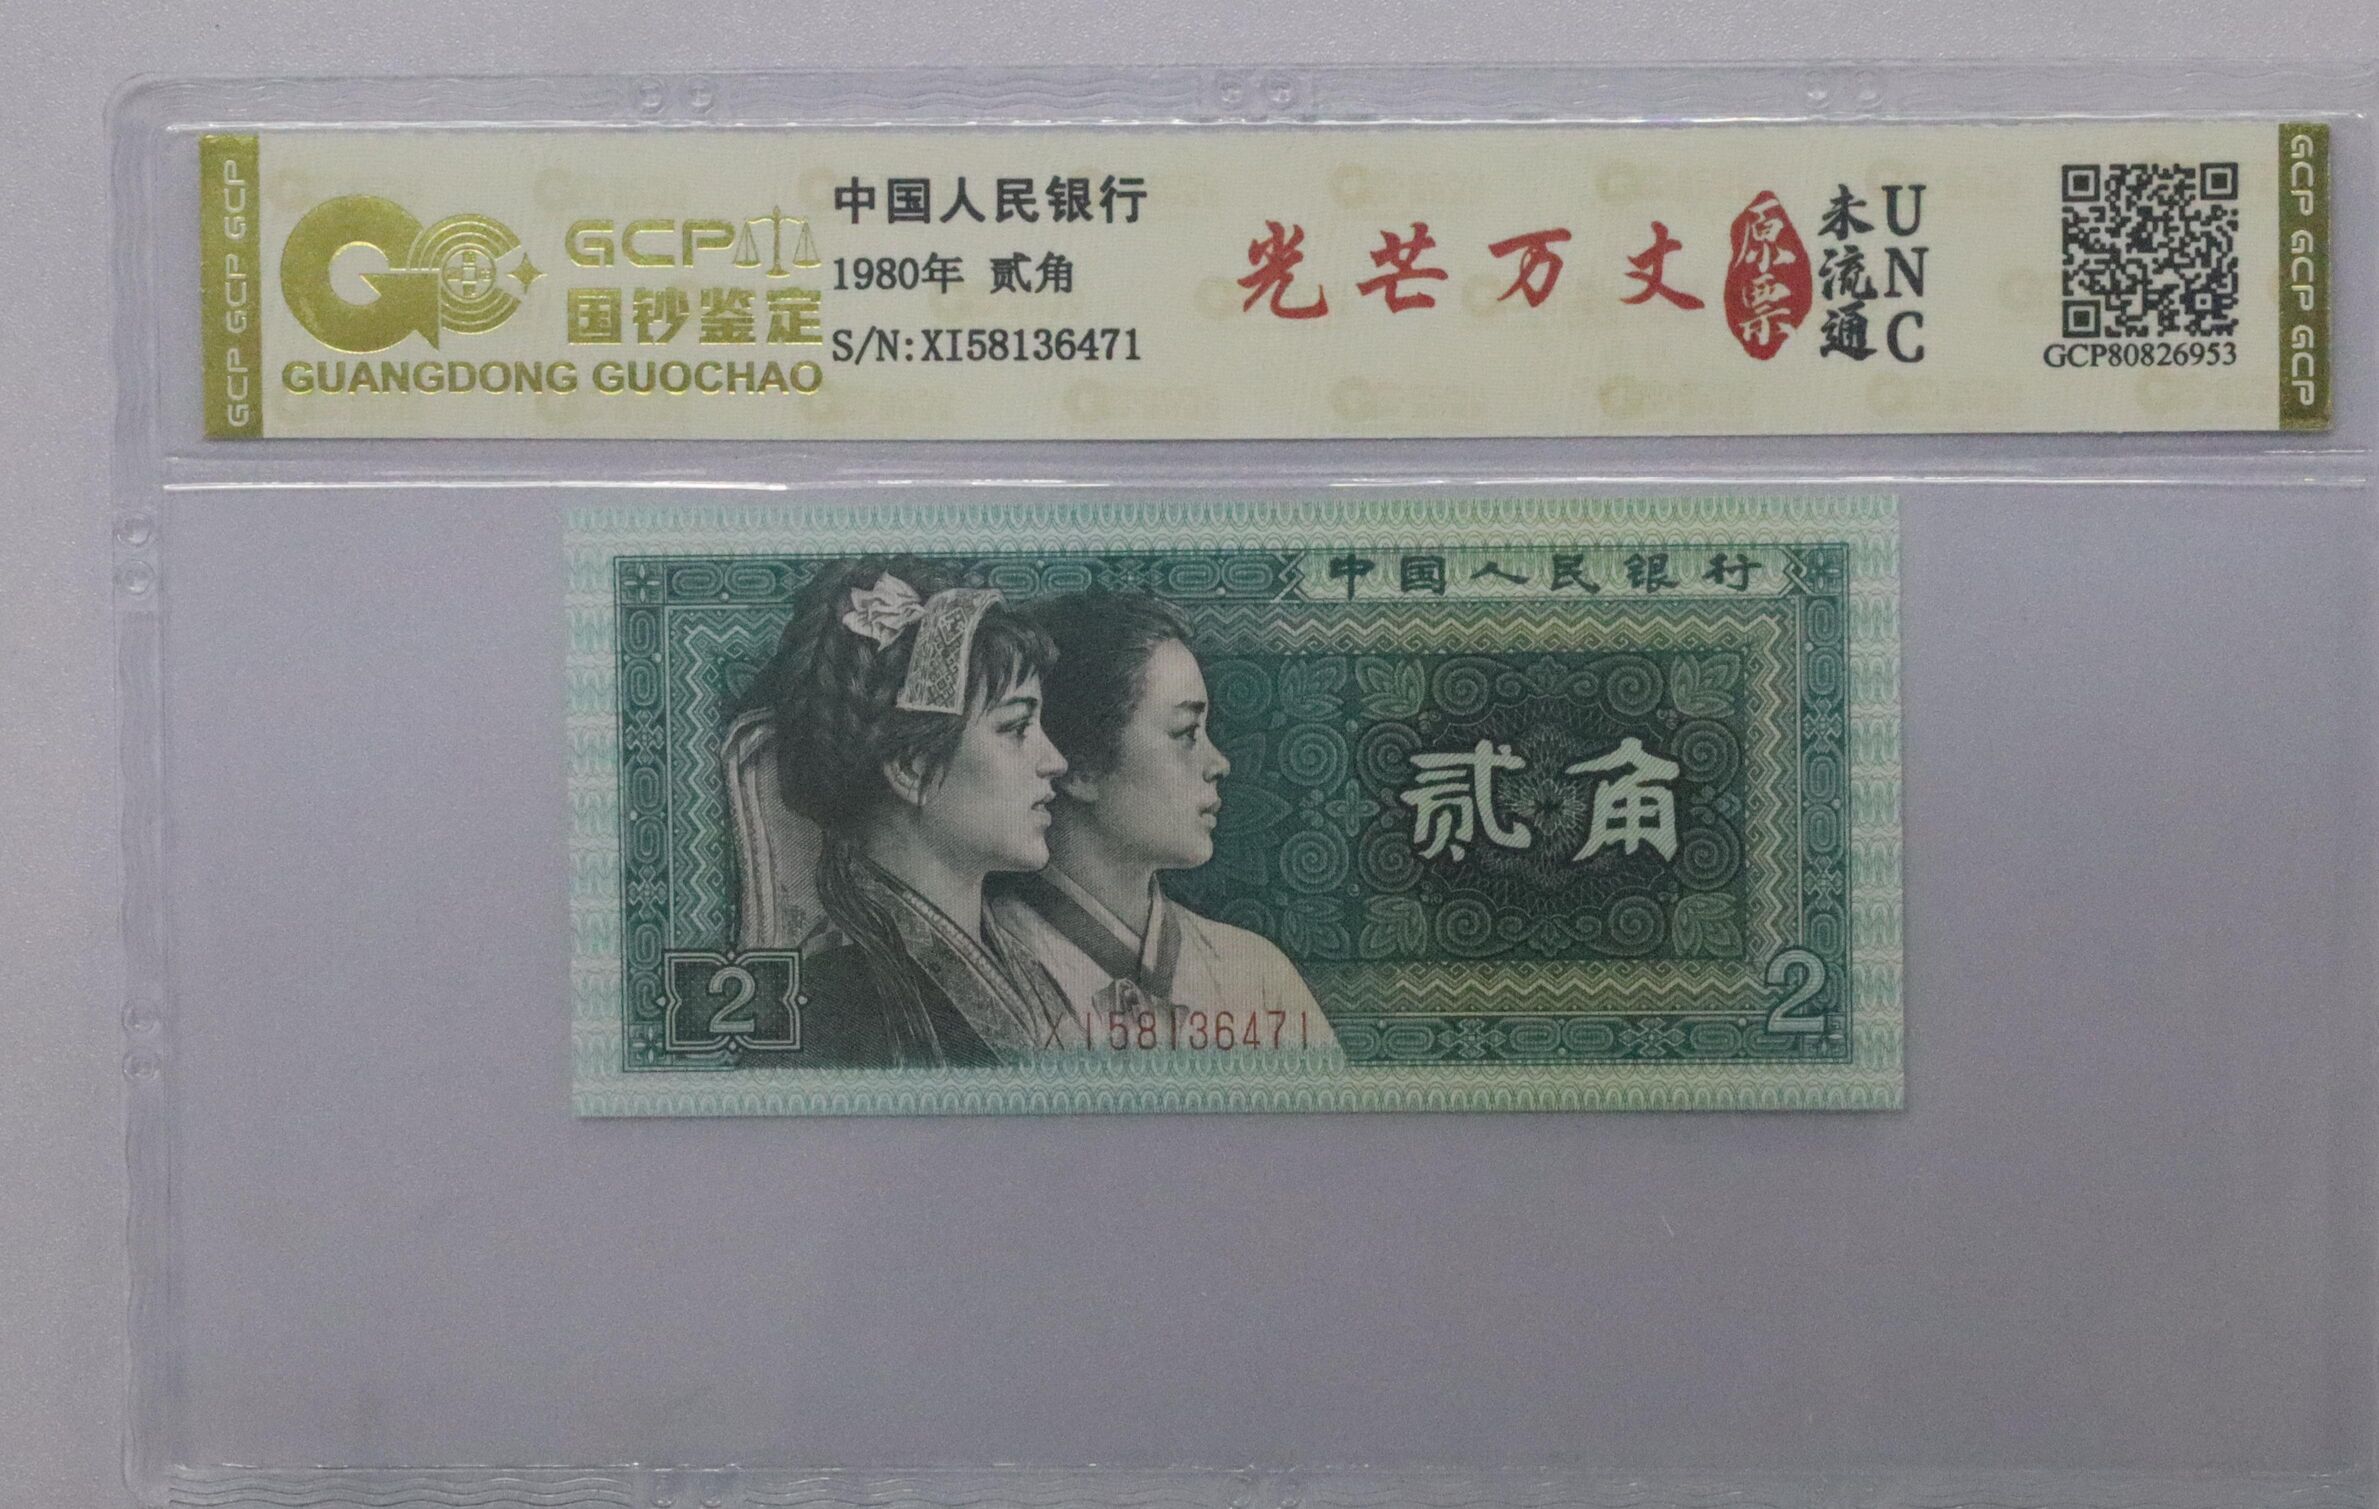 GCP GCP GCP
GCP
国钞鉴定
GUANGDONG GUOCHAO
中国人民银行
1980年 贰角
S/N:XI58136471
光芒万丈
原票
未流通
UNC
GCP80826953
GCP GCP GCP
中国人民银行
贰角
2
XI58136471
2